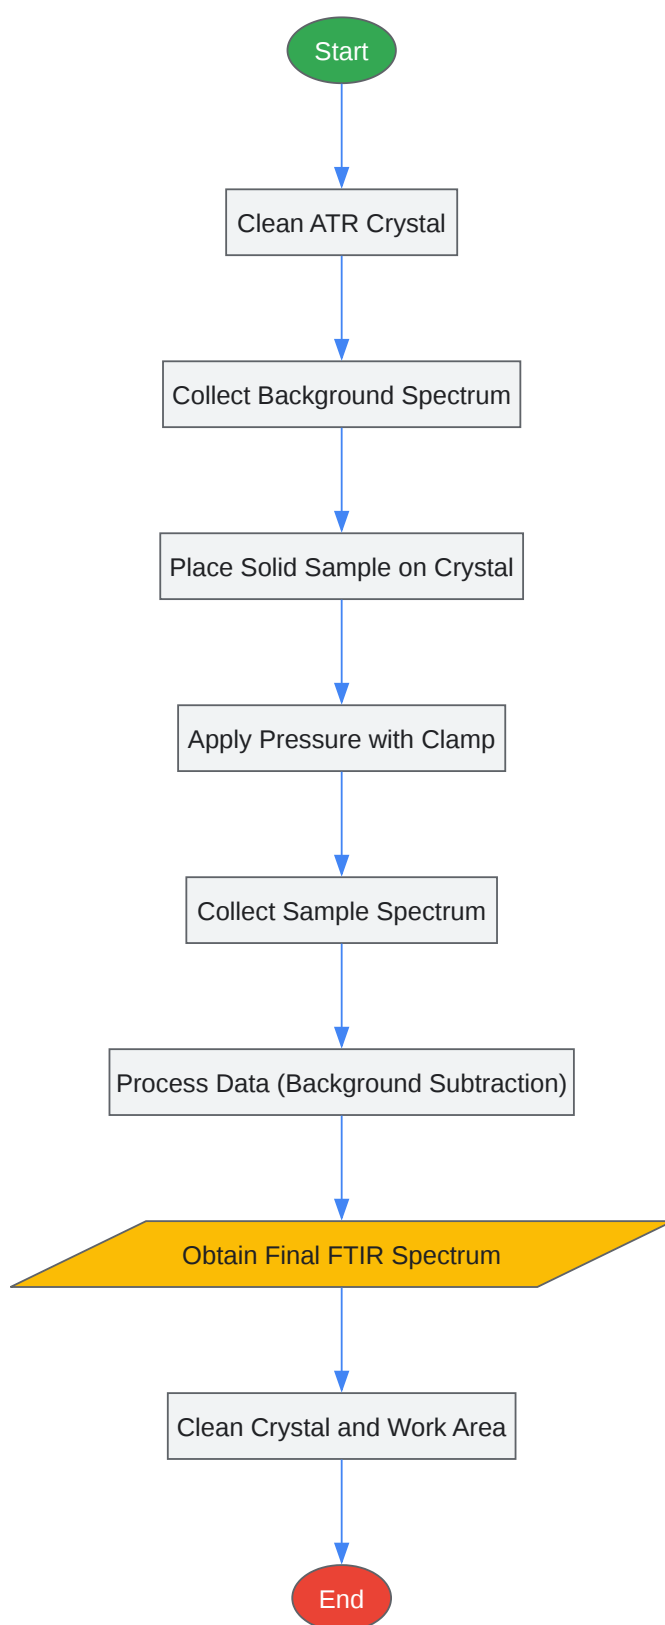 Start
Clean ATR Crystal
Collect Background Spectrum
Place Solid Sample on Crystal
Apply Pressure with Clamp
Collect Sample Spectrum
Process Data (Background Subtraction)
Obtain Final FTIR Spectrum
Clean Crystal and Work Area
End